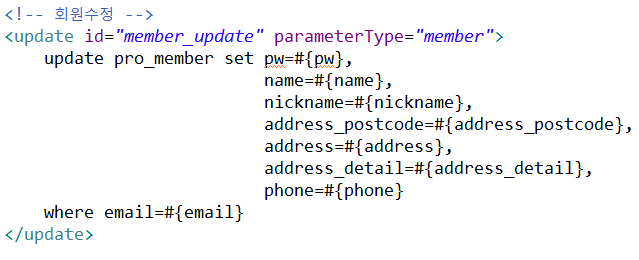 <!-- 회원수정 -->
<update id="member_update" parameterType="member">
    update pro_member set pw=#{pw},
                          name=#{name},
                          nickname=#{nickname},
                          address_postcode=#{address_postcode},
                          address=#{address},
                          address_detail=#{address_detail},
                          phone=#{phone}
    where email=#{email}
</update>